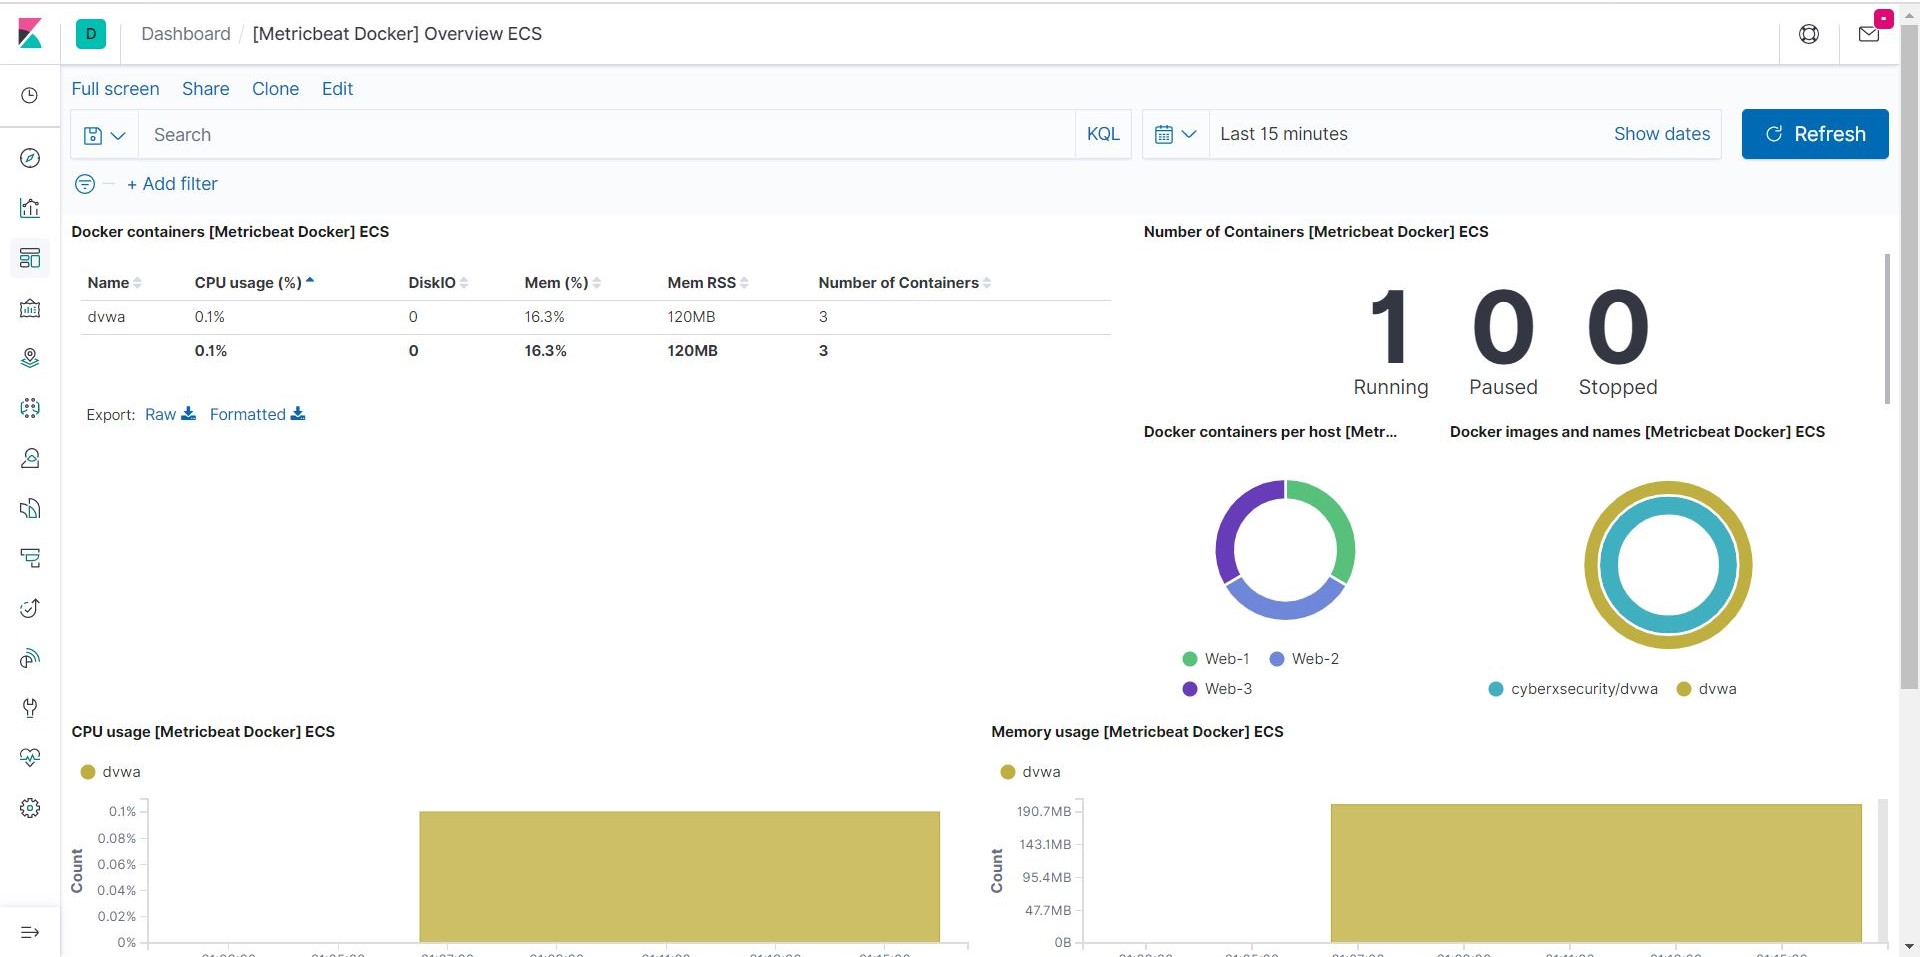 D Dashboard / [Metricbeat Docker] Overview ECS
Full screen Share Clone Edit
Search KQL Last 15 minutes Show dates Refresh
+ Add filter
Docker containers [Metricbeat Docker] ECS
Name CPU usage (%) DiskIO Mem (%) Mem RSS Number of Containers
dvwa 0.1% 0 16.3% 120MB 3
0.1% 0 16.3% 120MB 3
Export: Raw Formatted
Number of Containers [Metricbeat Docker] ECS
1 0 0
Running Paused Stopped
Docker containers per host [Metr...
Web-1 Web-2
Web-3
Docker images and names [Metricbeat Docker] ECS
cyberxsecurity/dvwa dvwa
CPU usage [Metricbeat Docker] ECS
dvwa
Count
0.1%
0.08%
0.06%
0.04%
0.02%
0%
Memory usage [Metricbeat Docker] ECS
dvwa
Count
190.7MB
143.1MB
95.4MB
47.7MB
0B